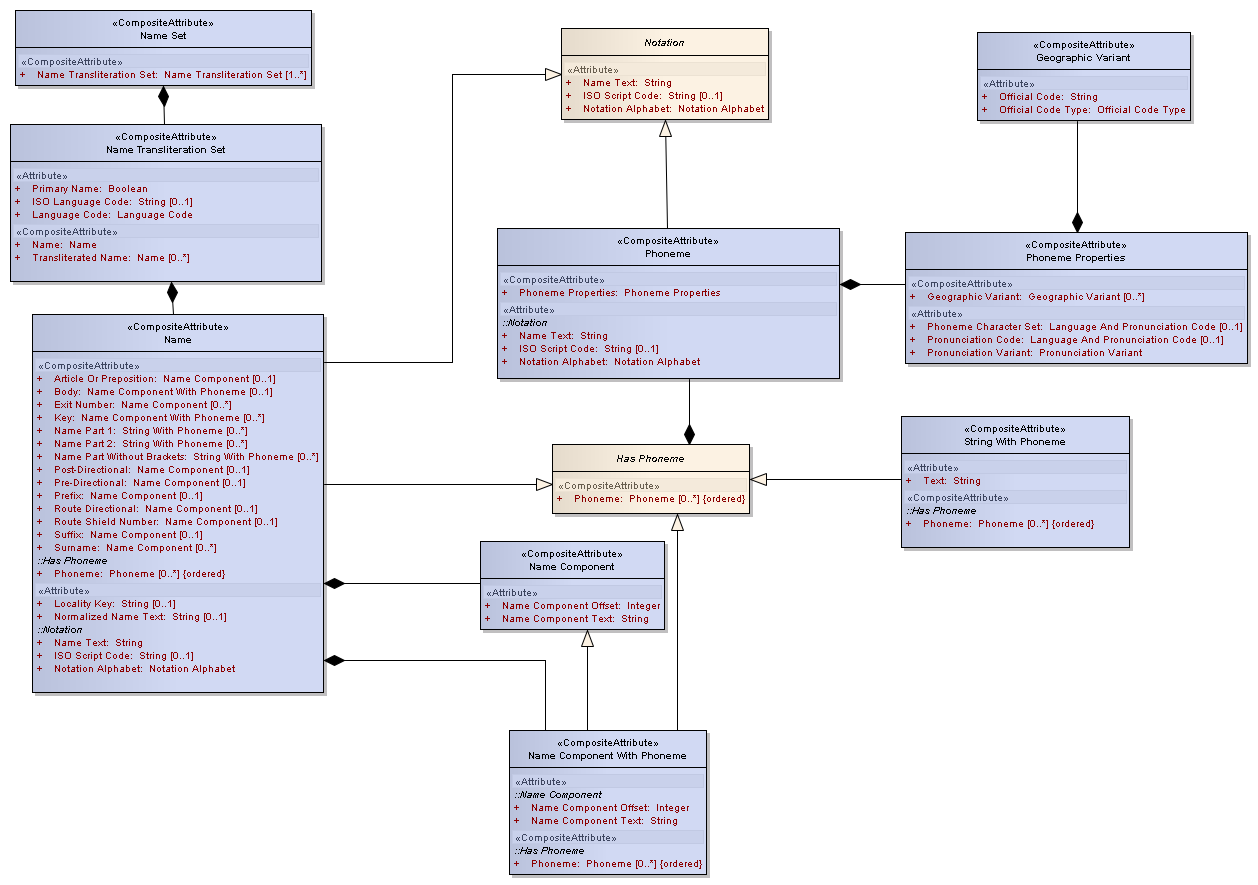 «CompositeAttribute»
Name Set
«CompositeAttribute»
+ Name Transliteration Set: Name Transliteration Set [1..*]
«CompositeAttribute»
Name Transliteration Set
«Attribute»
+ Primary Name: Boolean
+ ISO Language Code: String [0..1]
+ Language Code: Language Code
«CompositeAttribute»
+ Name: Name
+ Transliterated Name: Name [0..*]
«CompositeAttribute»
Name
«CompositeAttribute»
+ Article Or Preposition: Name Component [0..1]
+ Body: Name Component With Phoneme [0..1]
+ Exit Number: Name Component [0..*]
+ Key: Name Component With Phoneme [0..*]
+ Name Part 1: String With Phoneme [0..*]
+ Name Part 2: String With Phoneme [0..*]
+ Name Part Without Brackets: String With Phoneme [0..*]
+ Post-Directional: Name Component [0..1]
+ Pre-Directional: Name Component [0..1]
+ Prefix: Name Component [0..1]
+ Route Directional: Name Component [0..1]
+ Route Shield Number: Name Component [0..1]
+ Suffix: Name Component [0..1]
+ Surname: Name Component [0..*]
::Has Phoneme
+ Phoneme: Phoneme [0..*] {ordered}
«Attribute»
+ Locality Key: String [0..1]
+ Normalized Name Text: String [0..1]
::Notation
+ Name Text: String
+ ISO Script Code: String [0..1]
+ Notation Alphabet: Notation Alphabet
Notation
«Attribute»
+ Name Text: String
+ ISO Script Code: String [0..1]
+ Notation Alphabet: Notation Alphabet
«CompositeAttribute»
Phoneme
«CompositeAttribute»
+ Phoneme Properties: Phoneme Properties
«Attribute»
::Notation
+ Name Text: String
+ ISO Script Code: String [0..1]
+ Notation Alphabet: Notation Alphabet
Has Phoneme
«CompositeAttribute»
+ Phoneme: Phoneme [0..*] {ordered}
«CompositeAttribute»
Name Component
«Attribute»
+ Name Component Offset: Integer
+ Name Component Text: String
«CompositeAttribute»
Name Component With Phoneme
«Attribute»
::Name Component
+ Name Component Offset: Integer
+ Name Component Text: String
«CompositeAttribute»
::Has Phoneme
+ Phoneme: Phoneme [0..*] {ordered}
«CompositeAttribute»
Geographic Variant
«Attribute»
+ Official Code: String
+ Official Code Type: Official Code Type
«CompositeAttribute»
Phoneme Properties
«CompositeAttribute»
+ Geographic Variant: Geographic Variant [0..*]
«Attribute»
+ Phoneme Character Set: Language And Pronunciation Code [0..1]
+ Pronunciation Code: Language And Pronunciation Code [0..1]
+ Pronunciation Variant: Pronunciation Variant
«CompositeAttribute»
String With Phoneme
«Attribute»
+ Text: String
«CompositeAttribute»
::Has Phoneme
+ Phoneme: Phoneme [0..*] {ordered}